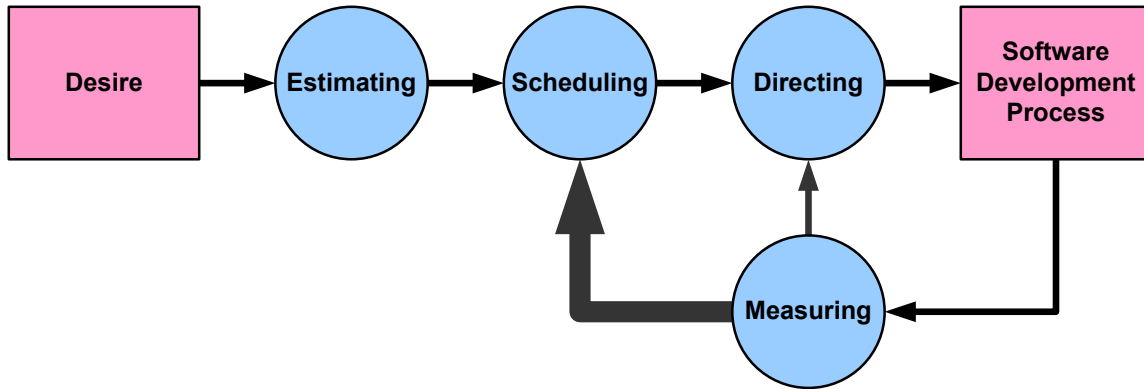 Desire
Estimating
Scheduling
Directing
Software
Development
Process
Measuring